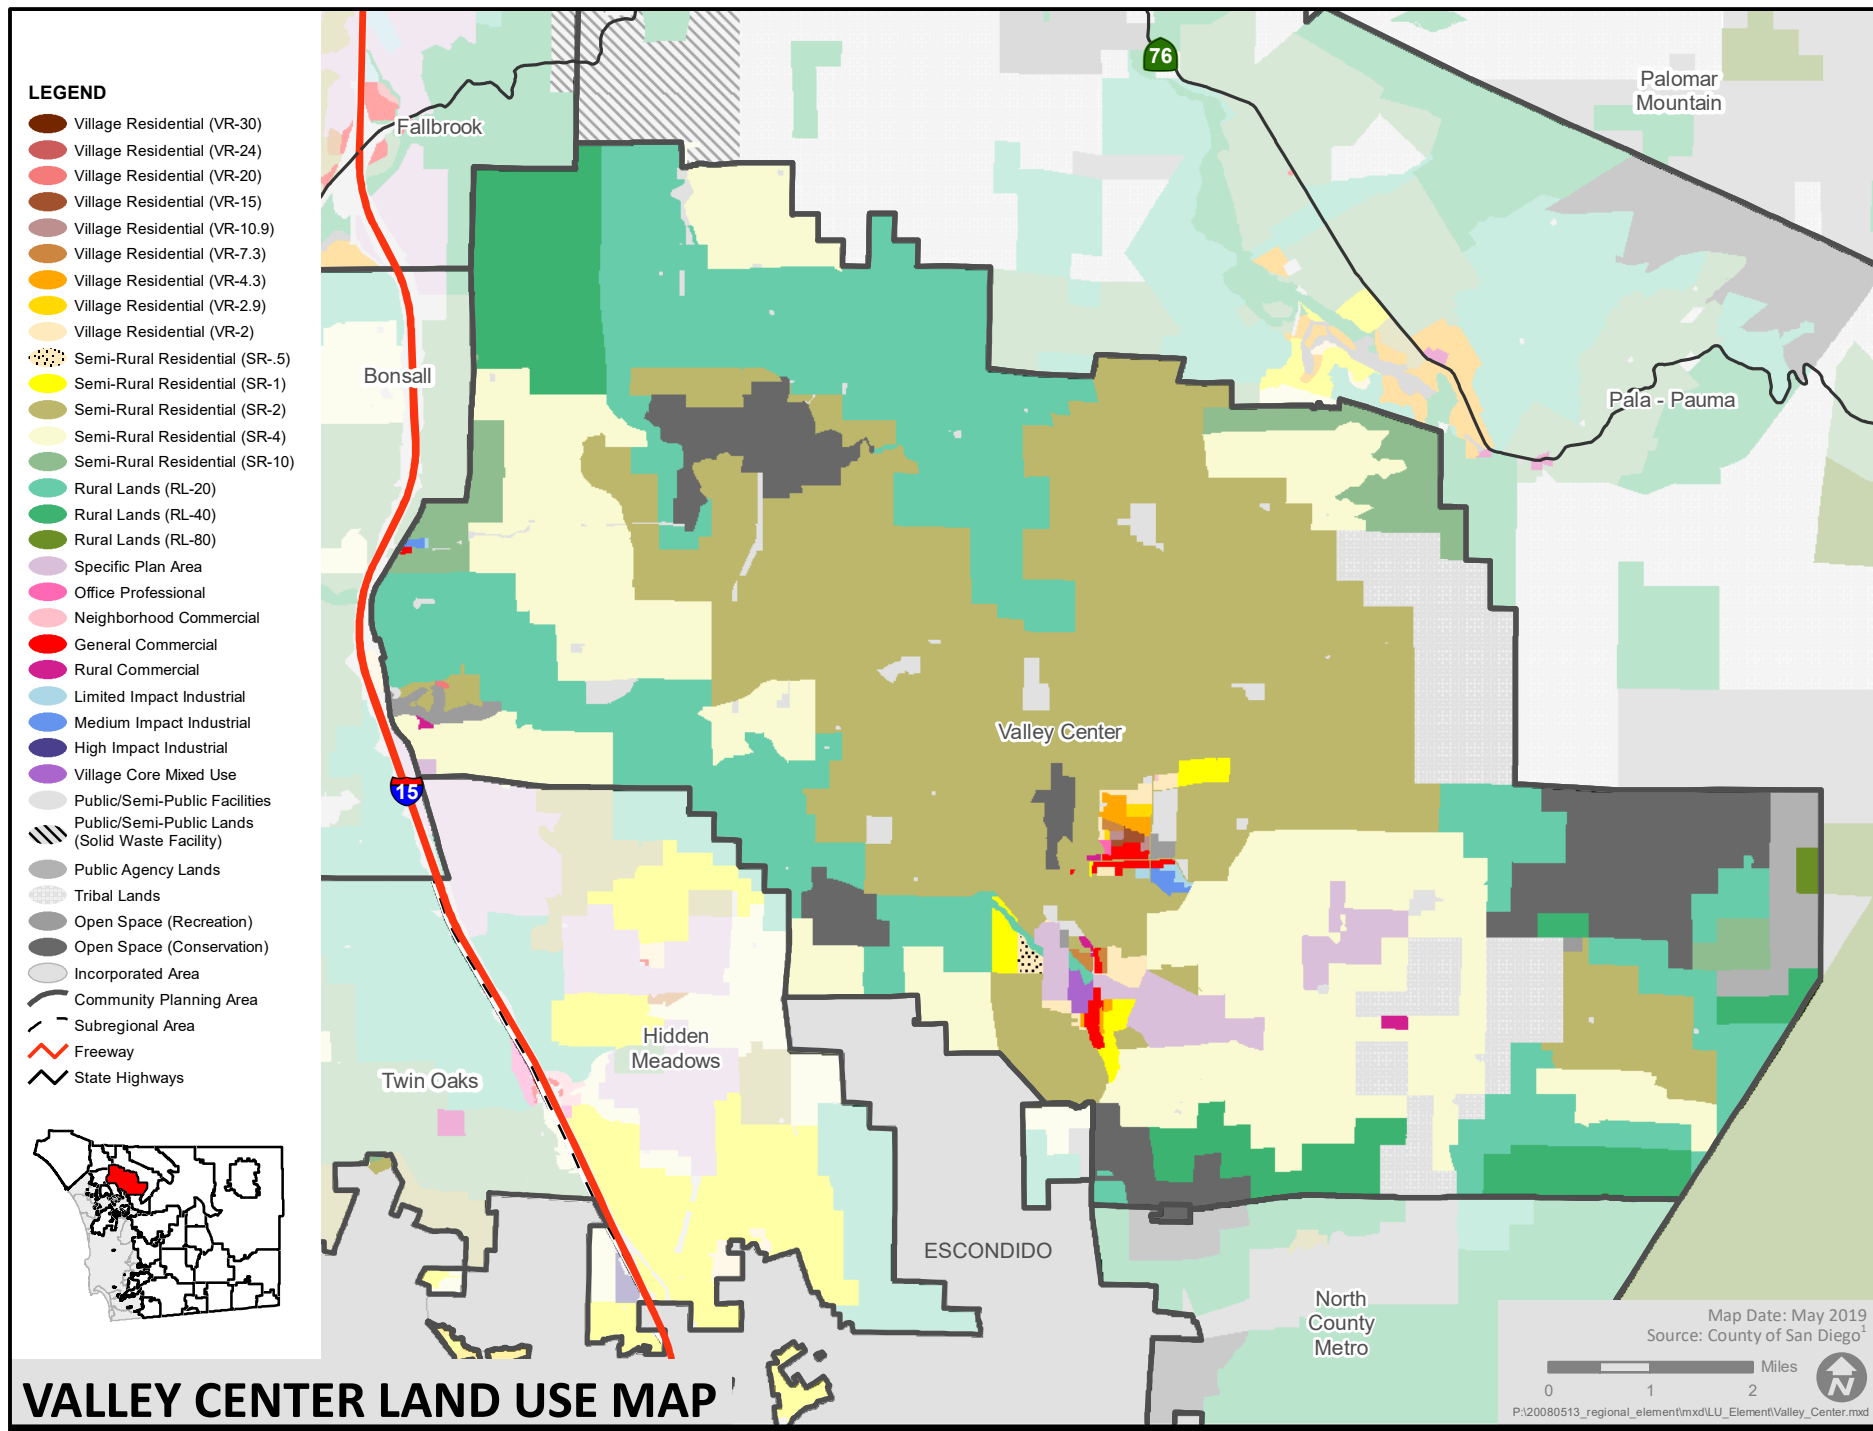 LEGEND
Village Residential (VR-30)
Village Residential (VR-24)
Village Residential (VR-20)
Village Residential (VR-15)
Village Residential (VR-10.9)
Village Residential (VR-7.3)
Village Residential (VR-4.3)
Village Residential (VR-2.9)
Village Residential (VR-2)
Semi-Rural Residential (SR-.5)
Semi-Rural Residential (SR-1)
Semi-Rural Residential (SR-2)
Semi-Rural Residential (SR-4)
Semi-Rural Residential (SR-10)
Rural Lands (RL-20)
Rural Lands (RL-40)
Rural Lands (RL-80)
Specific Plan Area
Office Professional
Neighborhood Commercial
General Commercial
Rural Commercial
Limited Impact Industrial
Medium Impact Industrial
High Impact Industrial
Village Core Mixed Use
Public/Semi-Public Facilities
Public/Semi-Public Lands
(Solid Waste Facility)
Public Agency Lands
Tribal Lands
Open Space (Recreation)
Open Space (Conservation)
Incorporated Area
Community Planning Area
Subregional Area
Freeway
State Highways
76
Palomar
Mountain
Fallbrook
Bonsall
Pala - Pauma
Valley Center
15
Hidden
Meadows
Twin Oaks
ESCONDIDO
North
County
Metro
Map Date: May 2019
Source: County of San Diego1
Miles
0 1 2
N
P:\20080513_regional_element\mxd\LU_Element\Valley_Center.mxd
VALLEY CENTER LAND USE MAP